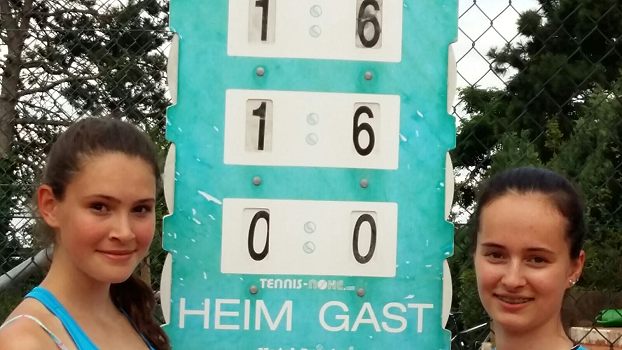 1 : 6
1 : 6
0 : 0
TENNIS-NOHE
HEIM GAST